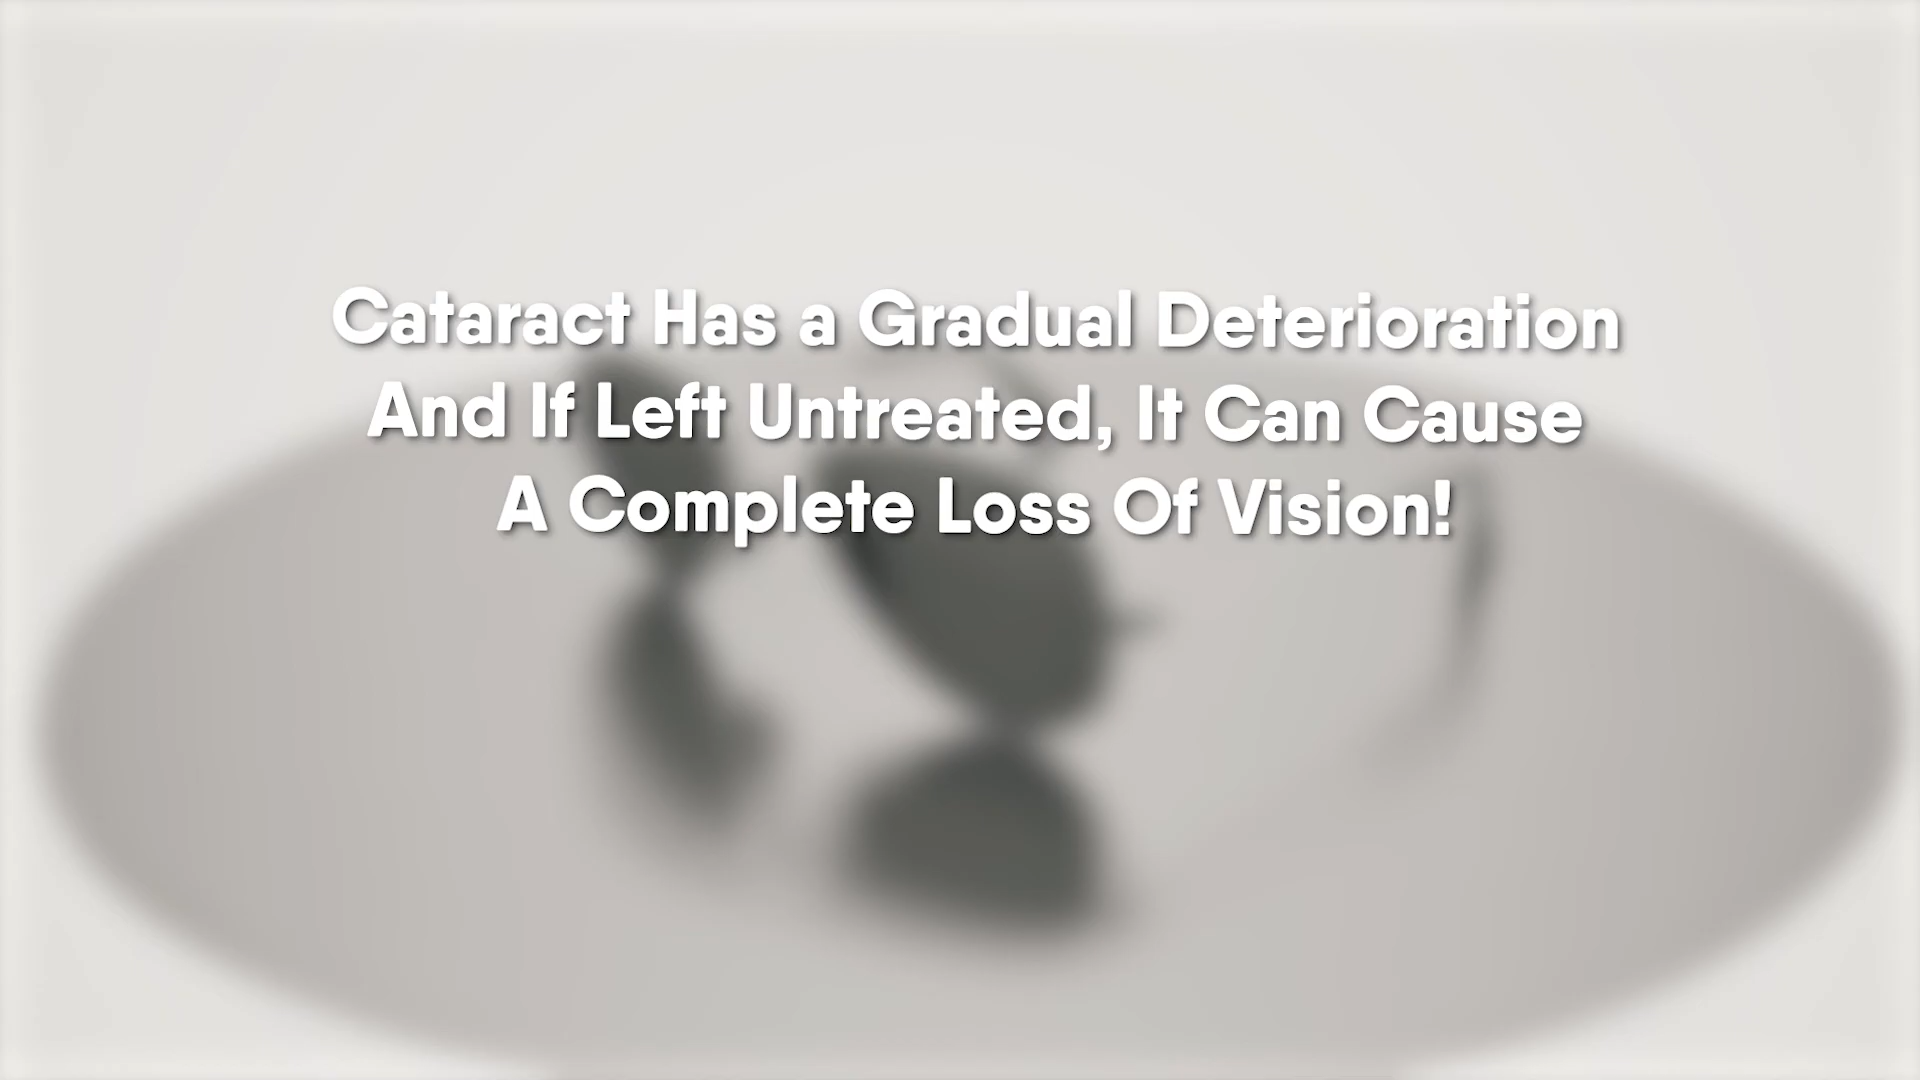 Cataract Has a Gradual Deterioration
And If Left Untreated, It Can Cause
A Complete Loss Of Vision!